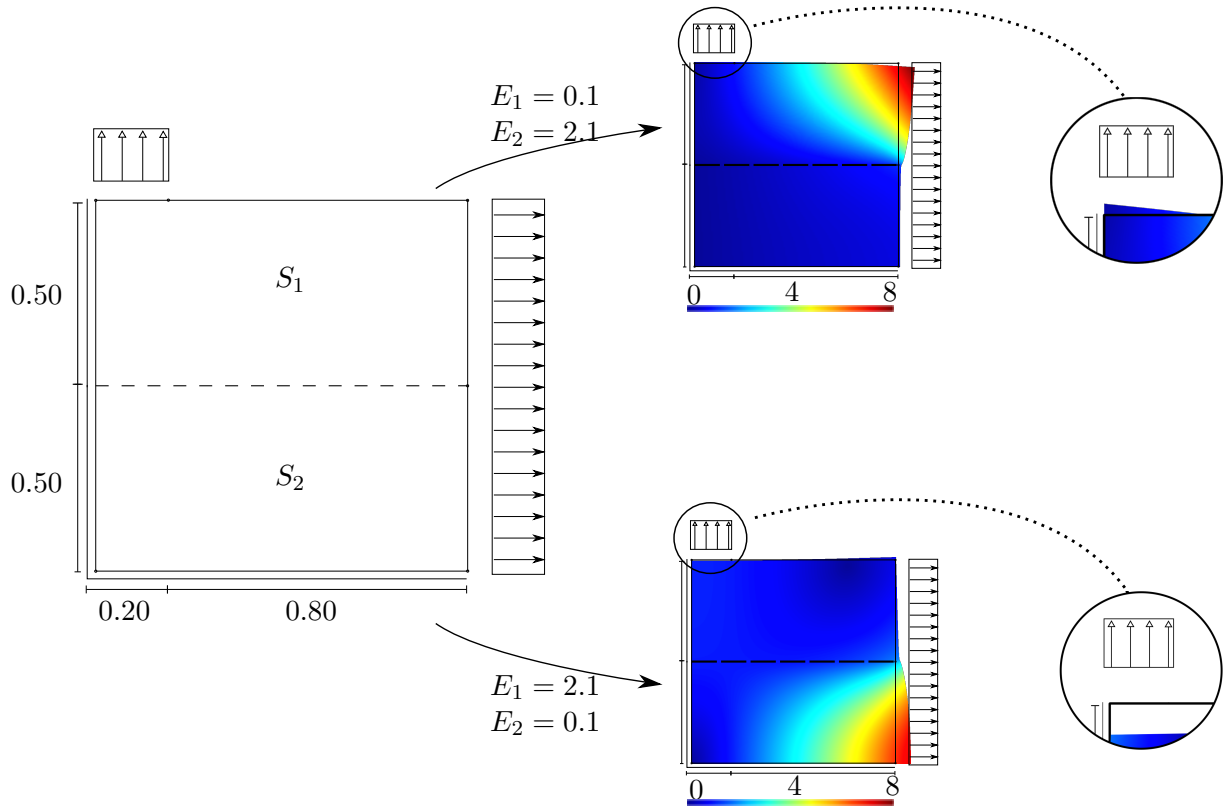 0.50
0.50
S₁
S₂
0.20 0.80
E₁ = 0.1
E₂ = 2.1
0 4 8
E₁ = 2.1
E₂ = 0.1
0 4 8